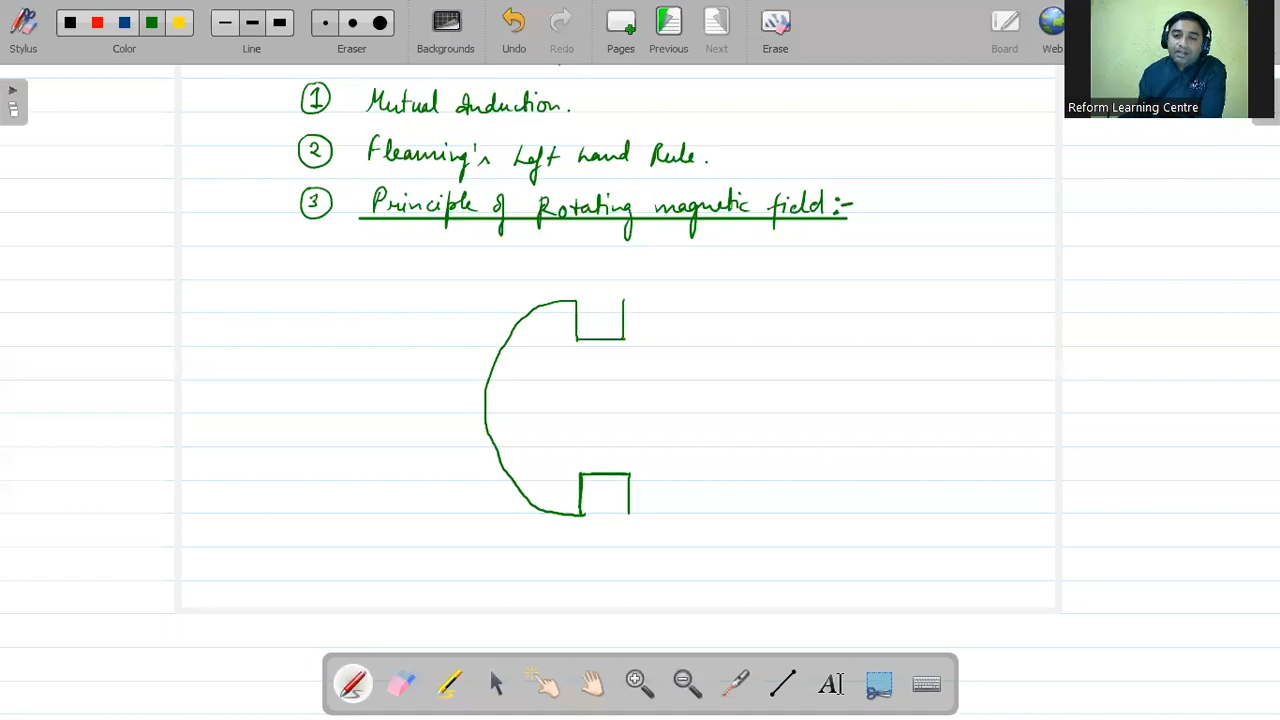 Stylus
Color
Line
Eraser
Backgrounds
Undo
Redo
Pages
Previous
Next
Erase
Board
Web
Reform Learning Centre
1 Mutual Induction.
2 Fleaming's Left Hand Rule.
3 Principle of Rotating magnetic field :-